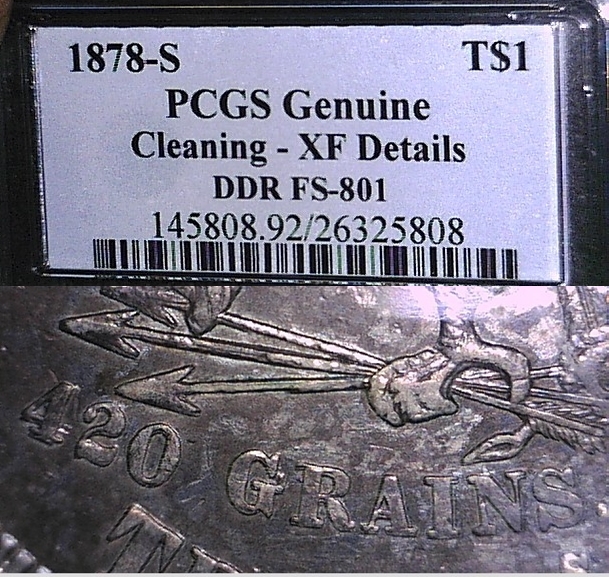 1878-S T$1
PCGS Genuine
Cleaning - XF Details
DDR FS-801
145808.92/26325808
420 GRAINS